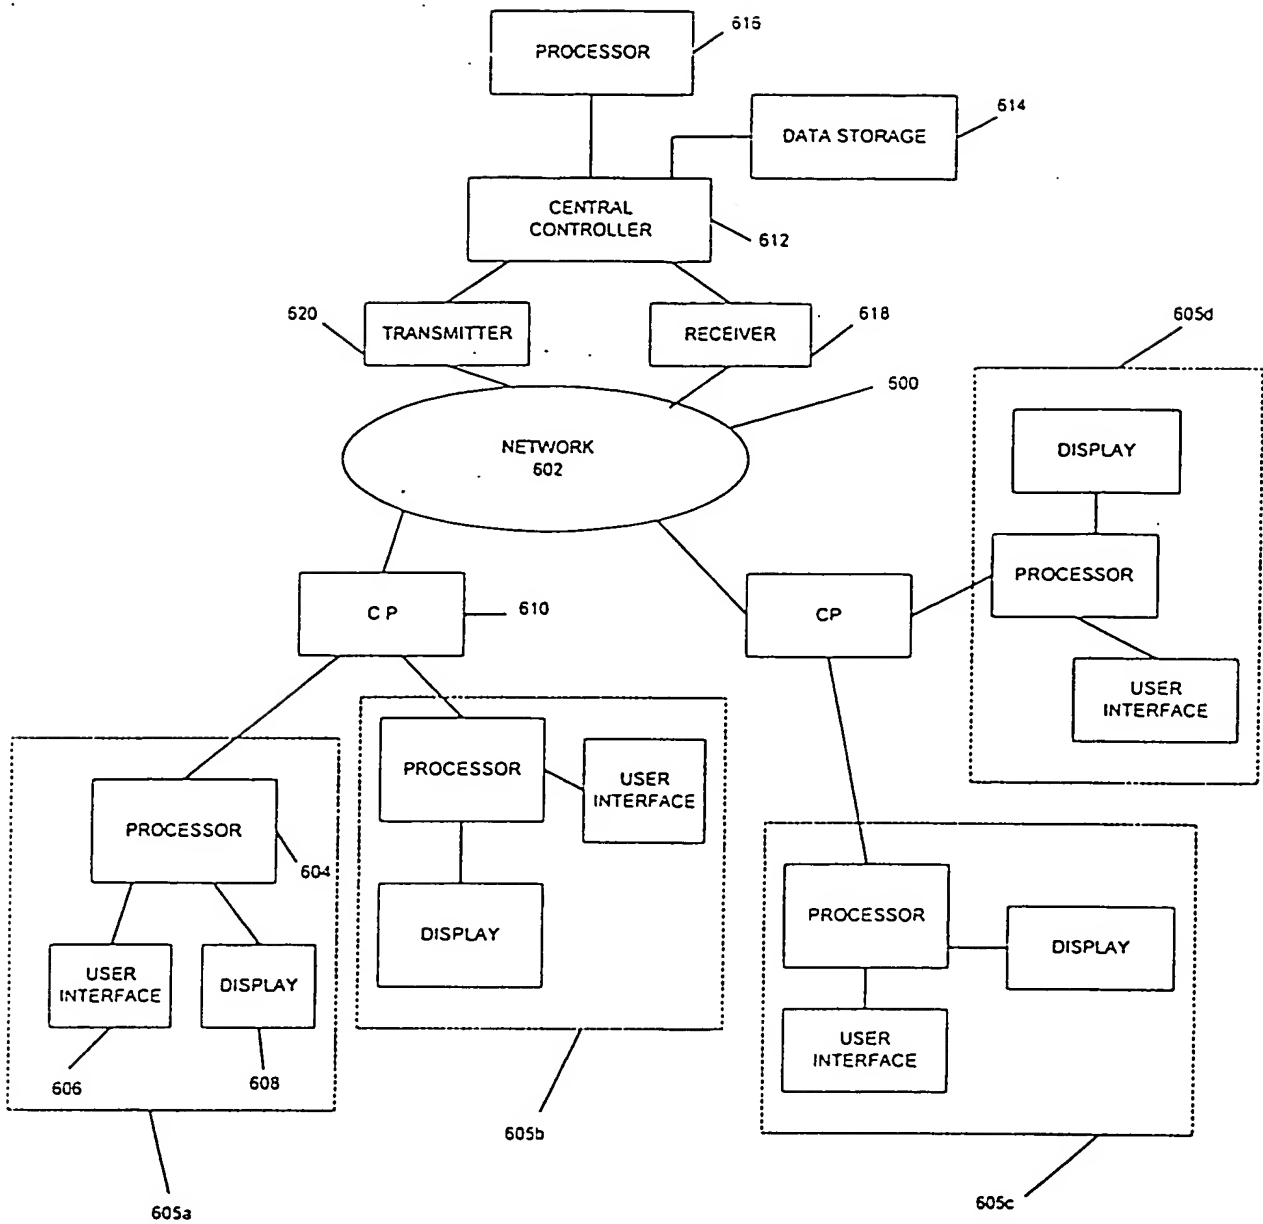 616
PROCESSOR
614
DATA STORAGE
CENTRAL
CONTROLLER
612
620
TRANSMITTER
RECEIVER
618
605d
600
NETWORK
602
DISPLAY
PROCESSOR
USER
INTERFACE
C P
610
CP
PROCESSOR
USER
INTERFACE
DISPLAY
605b
PROCESSOR
604
USER
INTERFACE
DISPLAY
606
608
605a
PROCESSOR
DISPLAY
USER
INTERFACE
605c